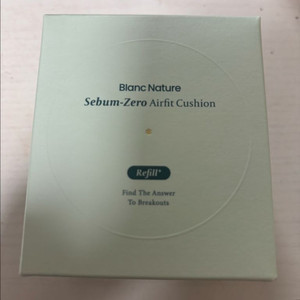 Blanc Nature
Sebum-Zero Airfit Cushion
Refill*
Find The Answer
To Breakouts